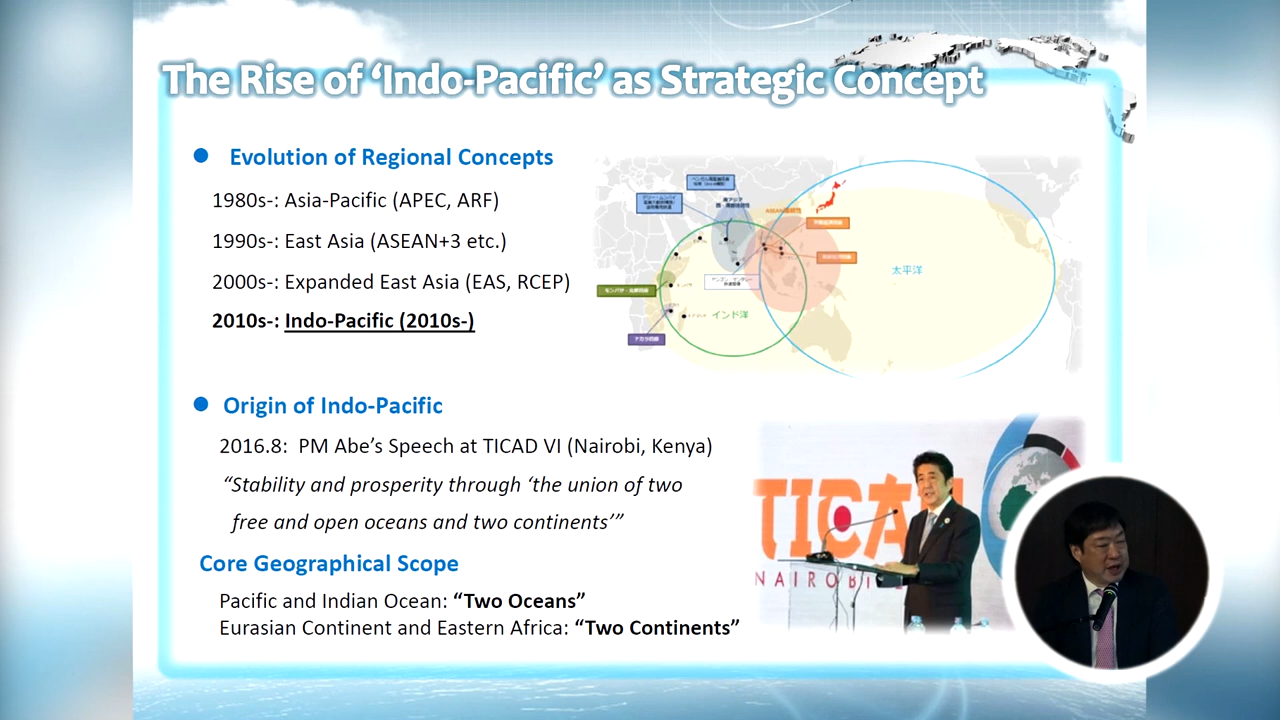 The Rise of ‘Indo-Pacific’ as Strategic Concept
Evolution of Regional Concepts
1980s-: Asia-Pacific (APEC, ARF)
1990s-: East Asia (ASEAN+3 etc.)
2000s-: Expanded East Asia (EAS, RCEP)
2010s-: Indo-Pacific (2010s-)
太平洋
インド洋
Origin of Indo-Pacific
2016.8: PM Abe’s Speech at TICAD VI (Nairobi, Kenya)
“Stability and prosperity through ‘the union of two
free and open oceans and two continents’”
Core Geographical Scope
Pacific and Indian Ocean: “Two Oceans”
Eurasian Continent and Eastern Africa: “Two Continents”
TICA
NAIROBI